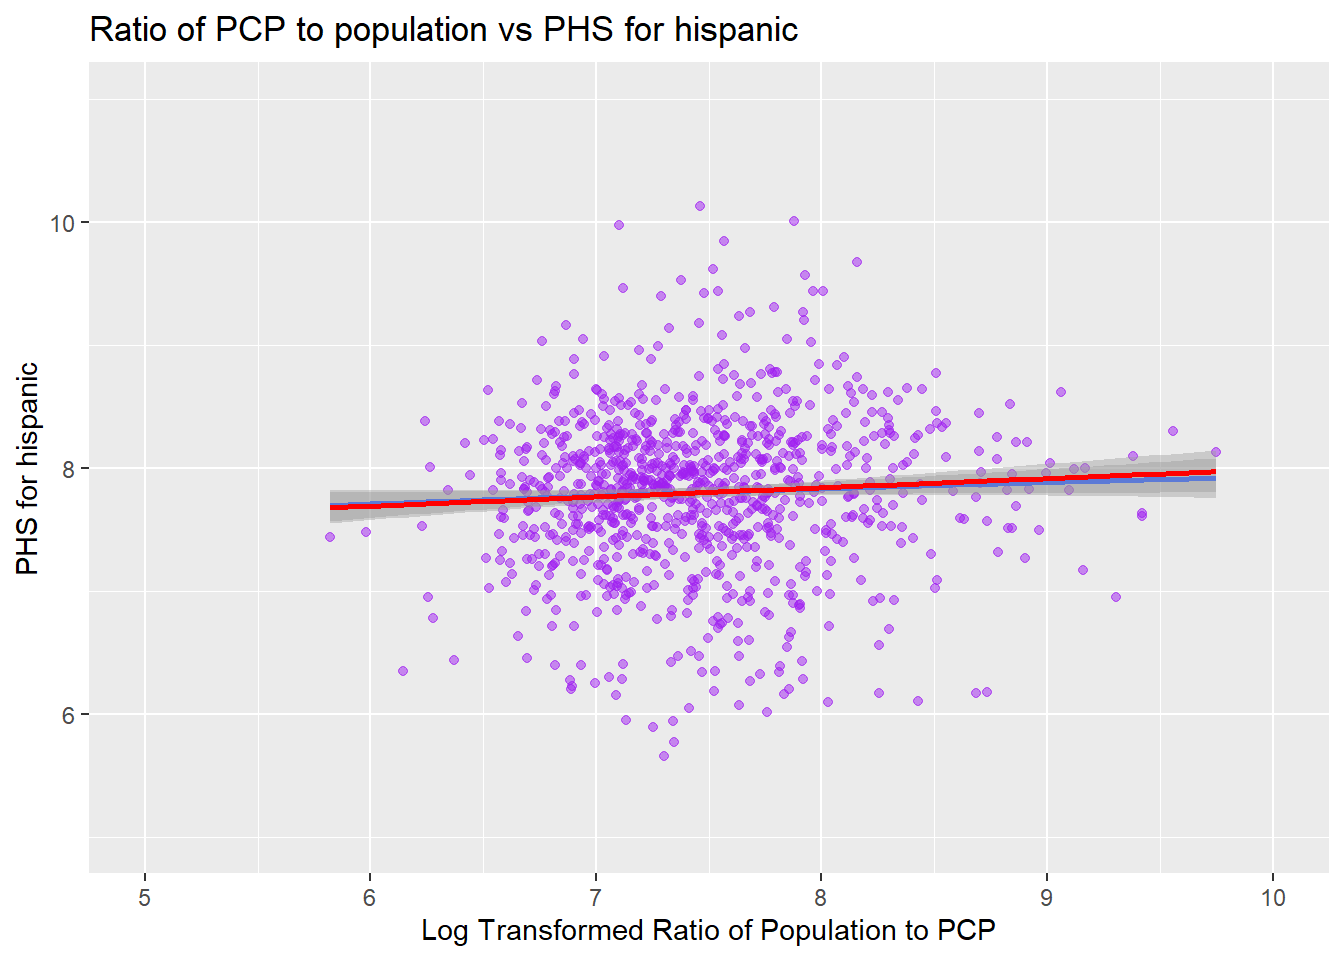 Ratio of PCP to population vs PHS for hispanic
10
8
6
PHS for hispanic
5 6 7 8 9 10
Log Transformed Ratio of Population to PCP